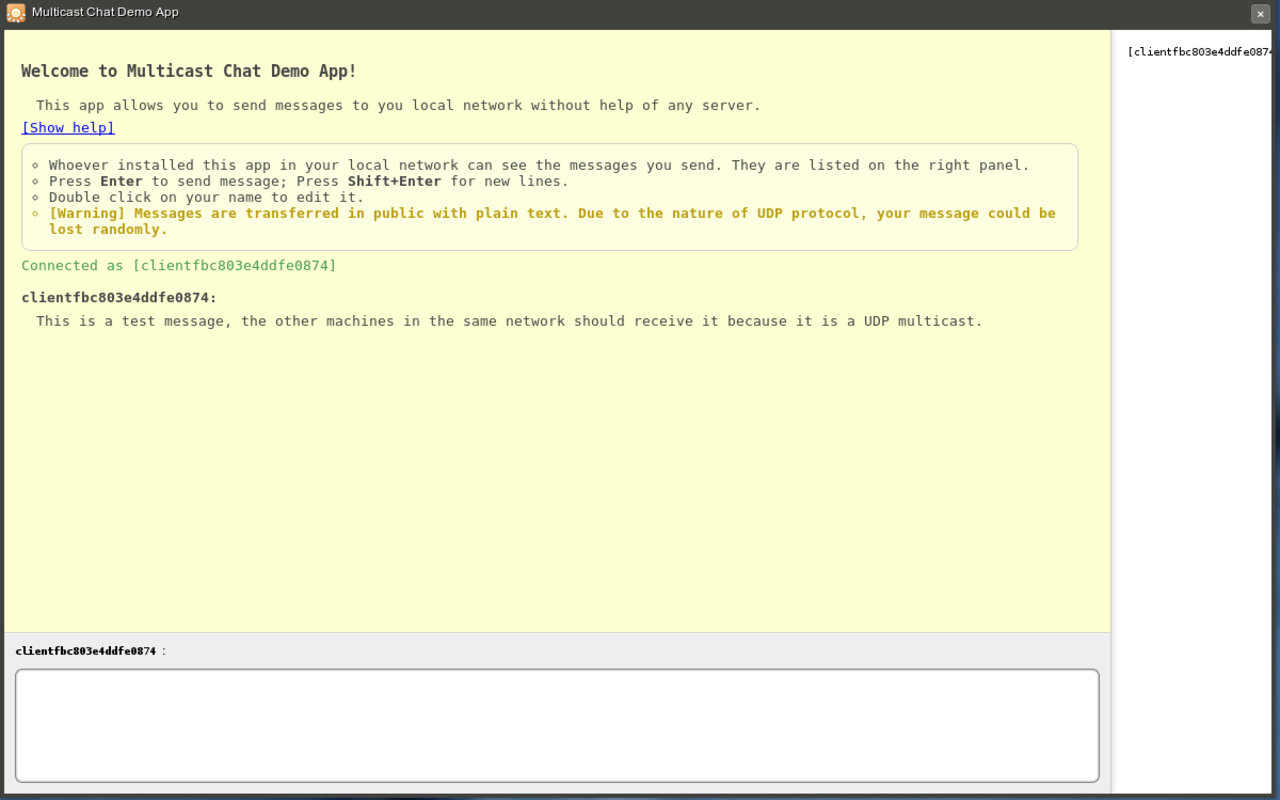 Multicast Chat Demo App
Welcome to Multicast Chat Demo App!
This app allows you to send messages to you local network without help of any server.
[Show help]
Whoever installed this app in your local network can see the messages you send. They are listed on the right panel.
Press Enter to send message; Press Shift+Enter for new lines.
Double click on your name to edit it.
[Warning] Messages are transferred in public with plain text. Due to the nature of UDP protocol, your message could be
lost randomly.
Connected as [clientfbc803e4ddfe0874]
clientfbc803e4ddfe0874:
This is a test message, the other machines in the same network should receive it because it is a UDP multicast.
clientfbc803e4ddfe0874 :
[clientfbc803e4ddfe0874